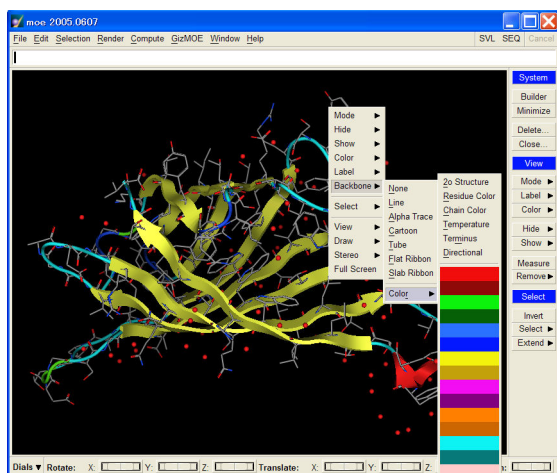 moe 2005.0607
File Edit Selection Render Compute GizMOE Window Help SVL SEQ Cancel
System
Builder
Minimize
Delete...
Close...
View
Mode
Label
Color
Hide
Show
Measure
Remove
Select
Invert
Select
Extend
Mode
Hide
Show
Color
Label
Backbone
Select
View
Draw
Stereo
Full Screen
None
Line
Alpha Trace
Cartoon
Tube
Flat Ribbon
Slab Ribbon
Color
2o Structure
Residue Color
Chain Color
Temperature
Terminus
Directional
Dials Rotate: X: Y: Z: Translate: X: Y: Z: